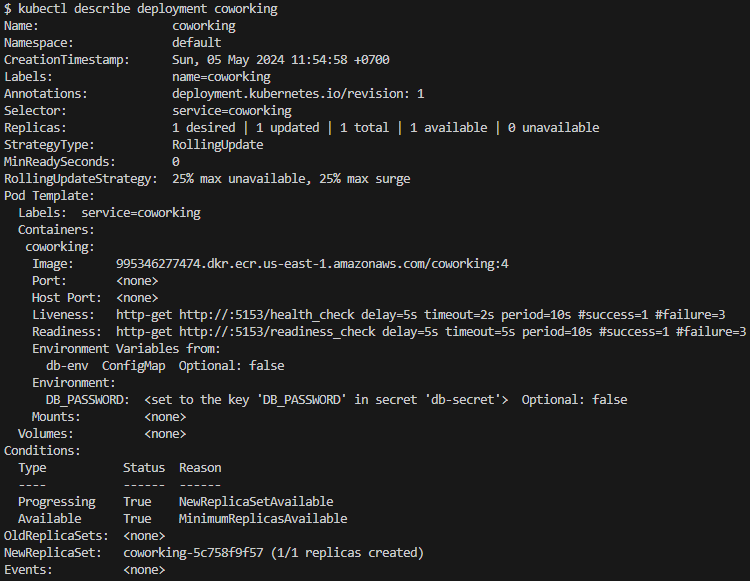 $ kubectl describe deployment coworking
Name:                   coworking
Namespace:              default
CreationTimestamp:      Sun, 05 May 2024 11:54:58 +0700
Labels:                 name=coworking
Annotations:            deployment.kubernetes.io/revision: 1
Selector:               service=coworking
Replicas:               1 desired | 1 updated | 1 total | 1 available | 0 unavailable
StrategyType:           RollingUpdate
MinReadySeconds:        0
RollingUpdateStrategy:  25% max unavailable, 25% max surge
Pod Template:
  Labels:  service=coworking
  Containers:
   coworking:
    Image:      995346277474.dkr.ecr.us-east-1.amazonaws.com/coworking:4
    Port:       <none>
    Host Port:  <none>
    Liveness:   http-get http://:5153/health_check delay=5s timeout=2s period=10s #success=1 #failure=3
    Readiness:  http-get http://:5153/readiness_check delay=5s timeout=5s period=10s #success=1 #failure=3
    Environment Variables from:
      db-env  ConfigMap  Optional: false
    Environment:
      DB_PASSWORD:  <set to the key 'DB_PASSWORD' in secret 'db-secret'>  Optional: false
    Mounts:         <none>
  Volumes:          <none>
Conditions:
  Type           Status  Reason
  ----           ------  ------
  Progressing    True    NewReplicaSetAvailable
  Available      True    MinimumReplicasAvailable
OldReplicaSets:  <none>
NewReplicaSet:   coworking-5c758f9f57 (1/1 replicas created)
Events:          <none>